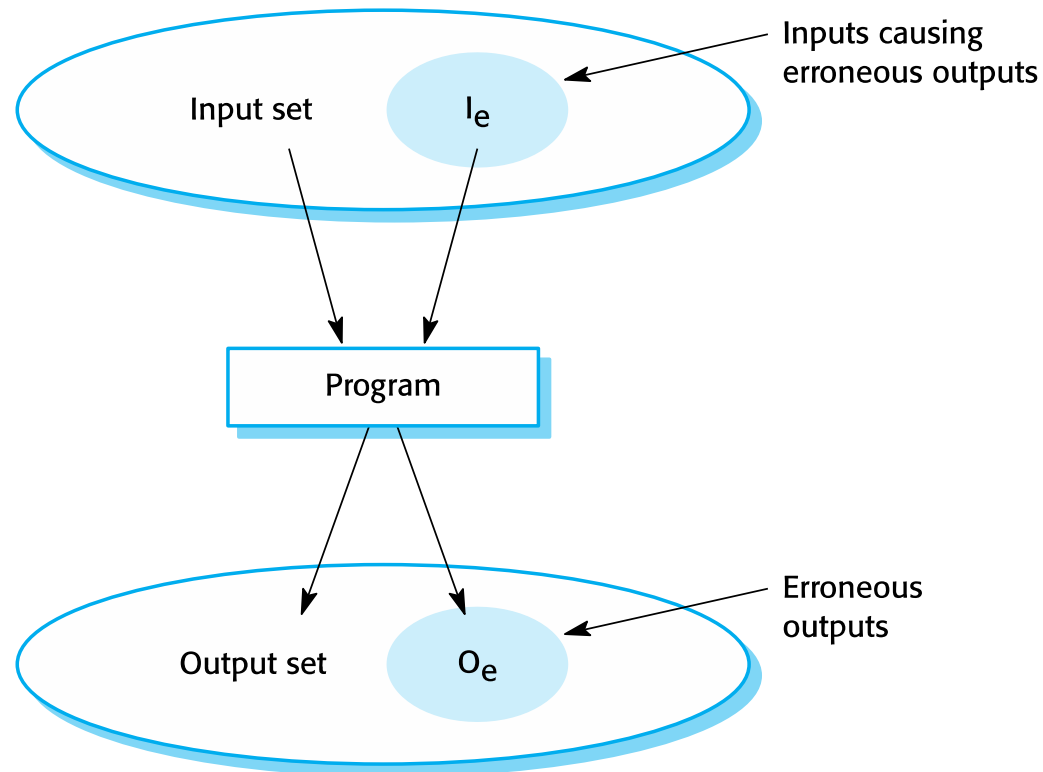 Inputs causing
erroneous outputs
Input set
Ie
Program
Erroneous
outputs
Output set
Oe